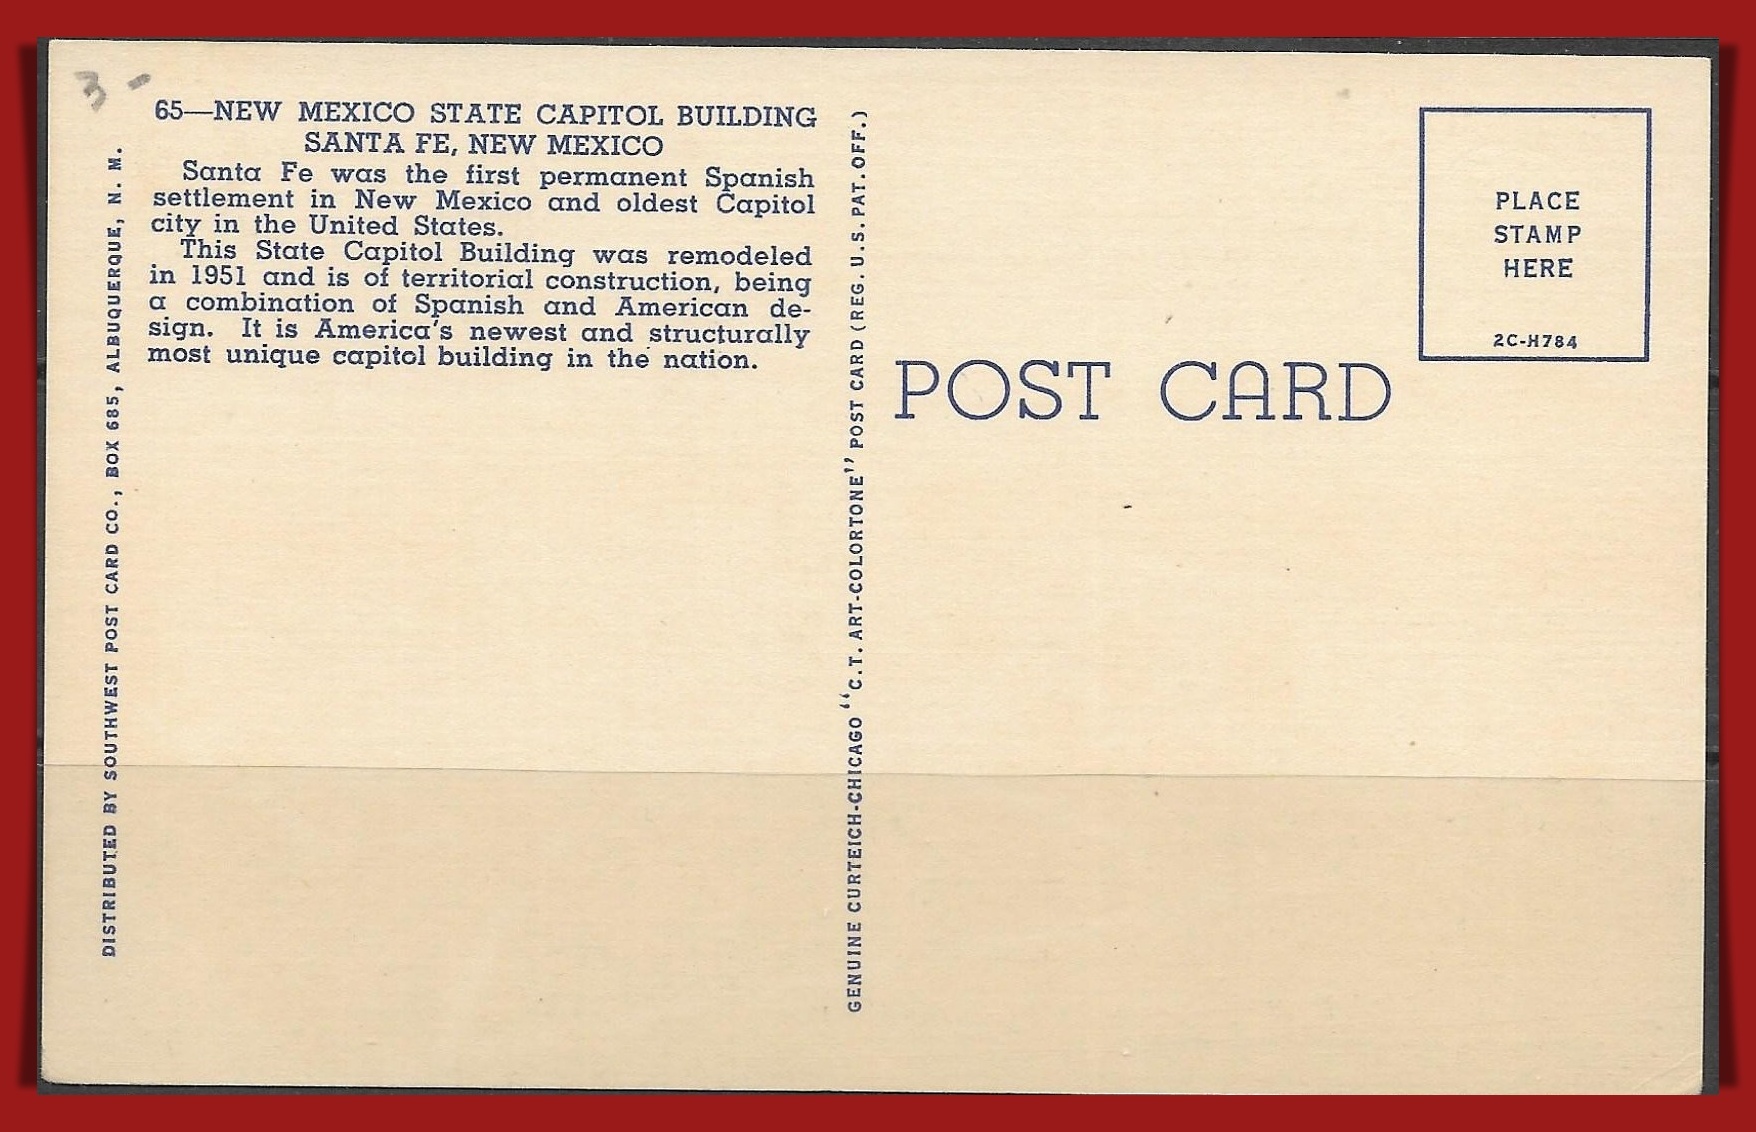 3 -
65—NEW MEXICO STATE CAPITOL BUILDING
SANTA FE, NEW MEXICO
Santa Fe was the first permanent Spanish
settlement in New Mexico and oldest Capitol
city in the United States.
This State Capitol Building was remodeled
in 1951 and is of territorial construction, being
a combination of Spanish and American de-
sign. It is America's newest and structurally
most unique capitol building in the nation.
DISTRIBUTED BY SOUTHWEST POST CARD CO., BOX 685, ALBUQUERQUE, N. M.
GENUINE CURTEICH-CHICAGO "C.T. ART-COLORTONE" POST CARD (REG. U.S. PAT. OFF.)
POST CARD
PLACE
STAMP
HERE
2C-H784